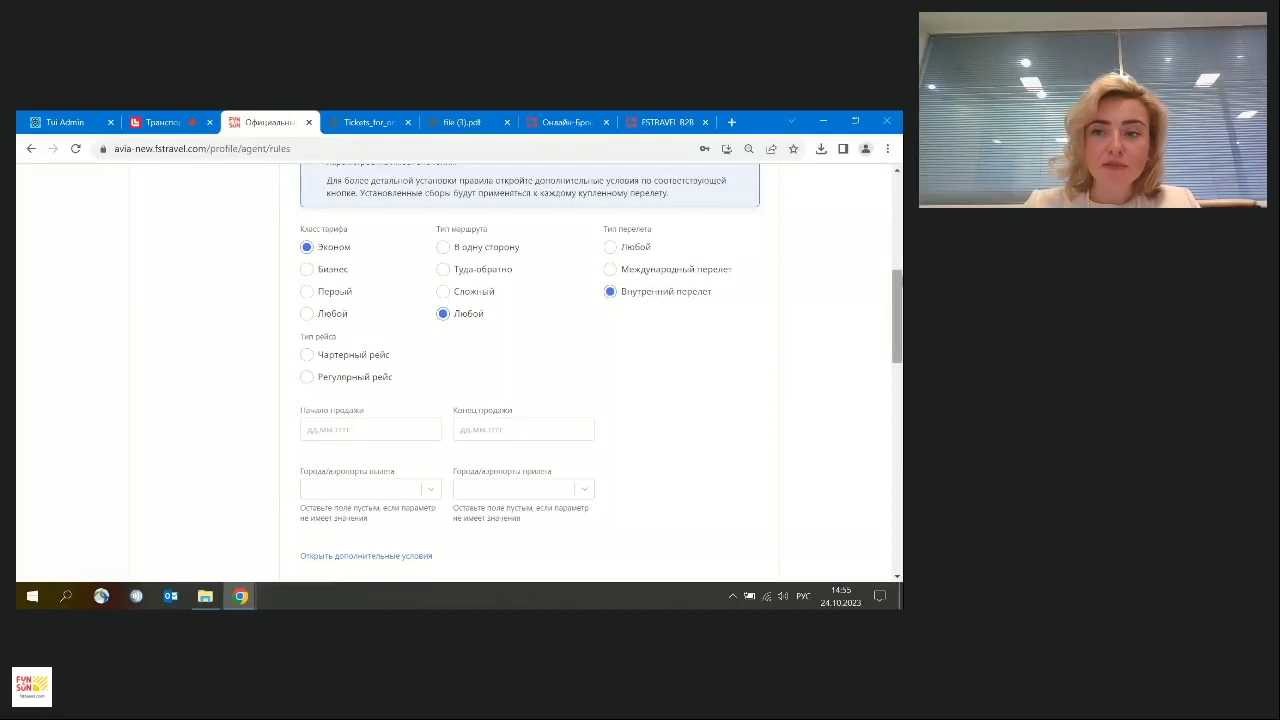 Tui Admin
Транспо
Официальнь
Tickets_for_or
file (3).pdf
Онлайн-Брон
FSTRAVEL B2B
avia-new.fstravel.com/profile/agent/rules
Для более детальной установки правила откройте дополнительные условия по соответствующей
кнопке. Установленные сборы будут применяться к каждому купленному перелету.
Класс тарифа
Тип маршрута
Тип перелета
Эконом
В одну сторону
Любой
Бизнес
Туда-обратно
Международный перелет
Первый
Сложный
Внутренний перелет
Любой
Любой
Тип рейса
Чартерный рейс
Регулярный рейс
Начало продажи
Конец продажи
дд.мм.гггг
дд.мм.гггг
Города/аэропорты вылета
Города/аэропорты прилёта
Оставьте поле пустым, если параметр
не имеет значения
Оставьте поле пустым, если параметр
не имеет значения
Открыть дополнительные условия
РУС
14:55
24.10.2023
FUN
SUN
fstravel.com